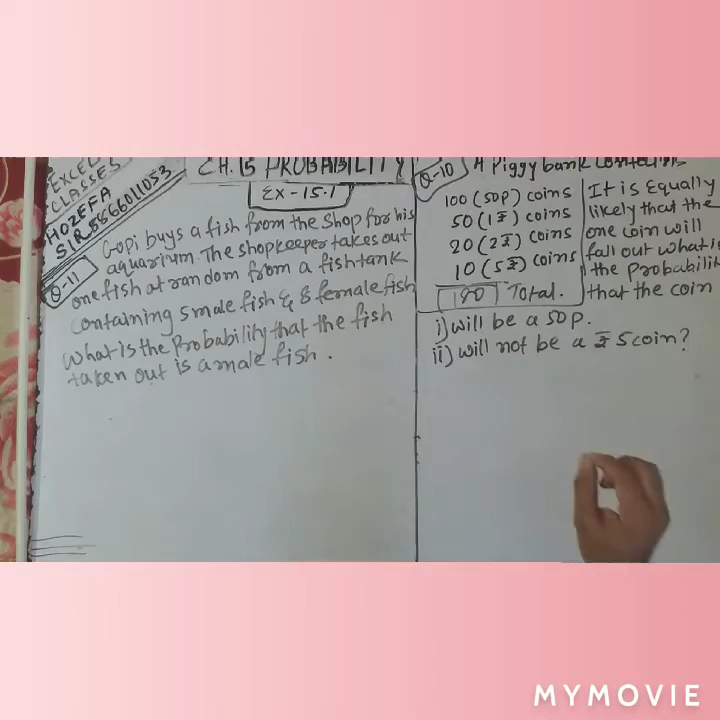 EXCEL
CLASSES
HOZEFA
SIR
CH. 15 PROBABILITY
EX-15.1
Q-11
Gopi buys a fish from the shop for his
aquarium. The shopkeeper takes out
one fish at random from a fishtank
containing 5 male fish & 8 female fish
What is the Probability that the fish
taken out is a male fish.
Q-10
A Piggy bank contains
100 (50p) coins
50 (1₹) coins
20 (2₹) coins
10 (5₹) coins
180 Total.
It is Equally
likely that the
one coin will
fall out what is
the Probabilit
that the coin
i) will be a 50p.
ii) will not be a ₹ 5 coin?
MYMOVIE